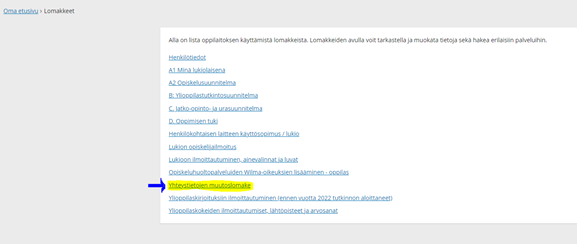 Oma etusivu › Lomakkeet
Alla on lista oppilaitoksen käyttämistä lomakkeista. Lomakkeiden avulla voit tarkastella ja muokata tietoja sekä hakea erilaisiin palveluihin.
Henkilötiedot
A1 Minä lukiolaisena
A2 Opiskelusuunnitelma
B: Ylioppilastutkintosuunnitelma
C. Jatko-opinto- ja urasuunnitelma
D. Oppimisen tuki
Henkilökohtaisen laitteen käyttösopimus / lukio
Lukion opiskelijailmoitus
Lukioon ilmoittautuminen, ainevalinnat ja luvat
Opiskeluhuoltopalveluiden Wilma-oikeuksien lisääminen - oppilas
Yhteystietojen muutoslomake
Ylioppilaskirjoituksiin ilmoittautuminen (ennen vuotta 2022 tutkinnon aloittaneet)
Ylioppilaskokeiden ilmoittautumiset, lähtöpisteet ja arvosanat